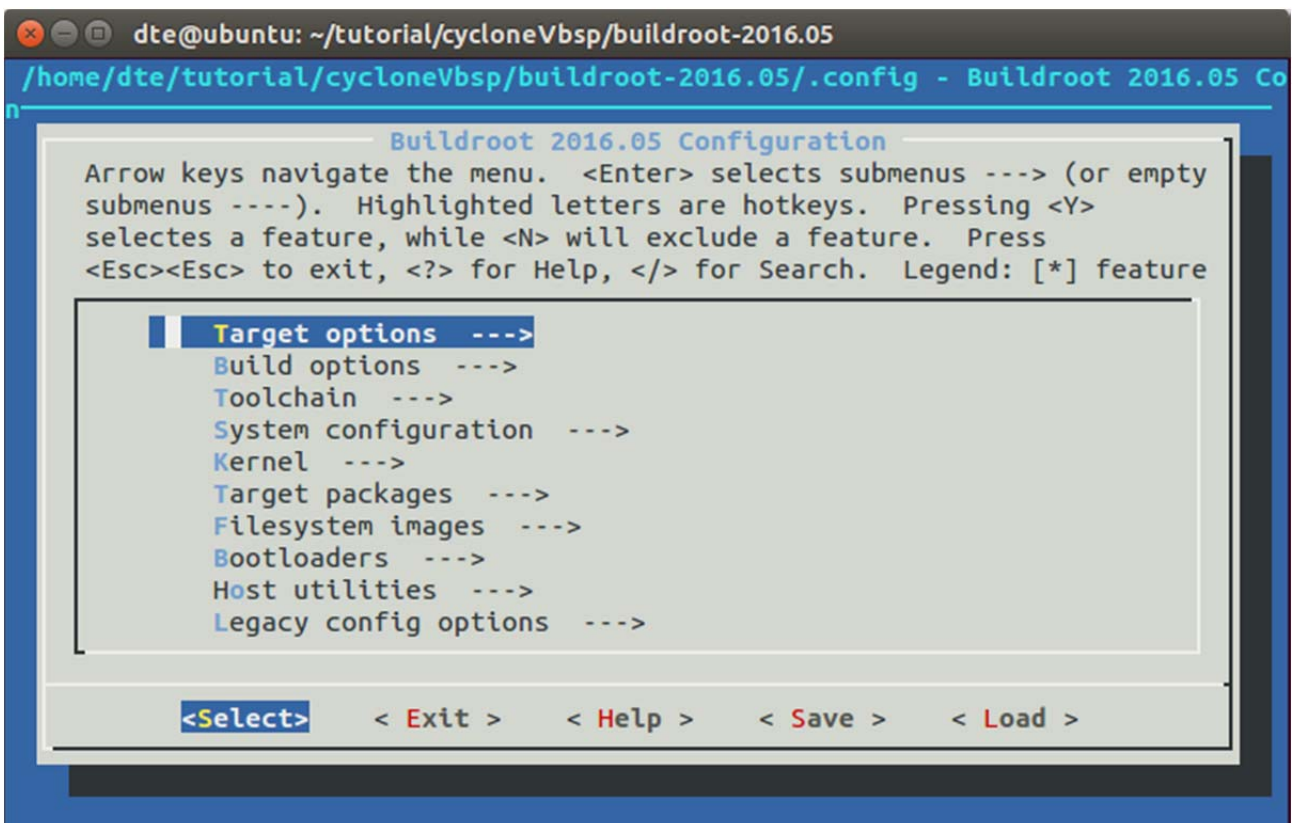 dte@ubuntu: ~/tutorial/cycloneVbsp/buildroot-2016.05
/home/dte/tutorial/cycloneVbsp/buildroot-2016.05/.config - Buildroot 2016.05 Co
n
Buildroot 2016.05 Configuration
Arrow keys navigate the menu.  <Enter> selects submenus ---> (or empty
submenus ----).  Highlighted letters are hotkeys.  Pressing <Y>
selectes a feature, while <N> will exclude a feature.  Press
<Esc><Esc> to exit, <?> for Help, </> for Search.  Legend: [*] feature
Target options  --->
Build options  --->
Toolchain  --->
System configuration  --->
Kernel  --->
Target packages  --->
Filesystem images  --->
Bootloaders  --->
Host utilities  --->
Legacy config options  --->
<Select>    < Exit >    < Help >    < Save >    < Load >